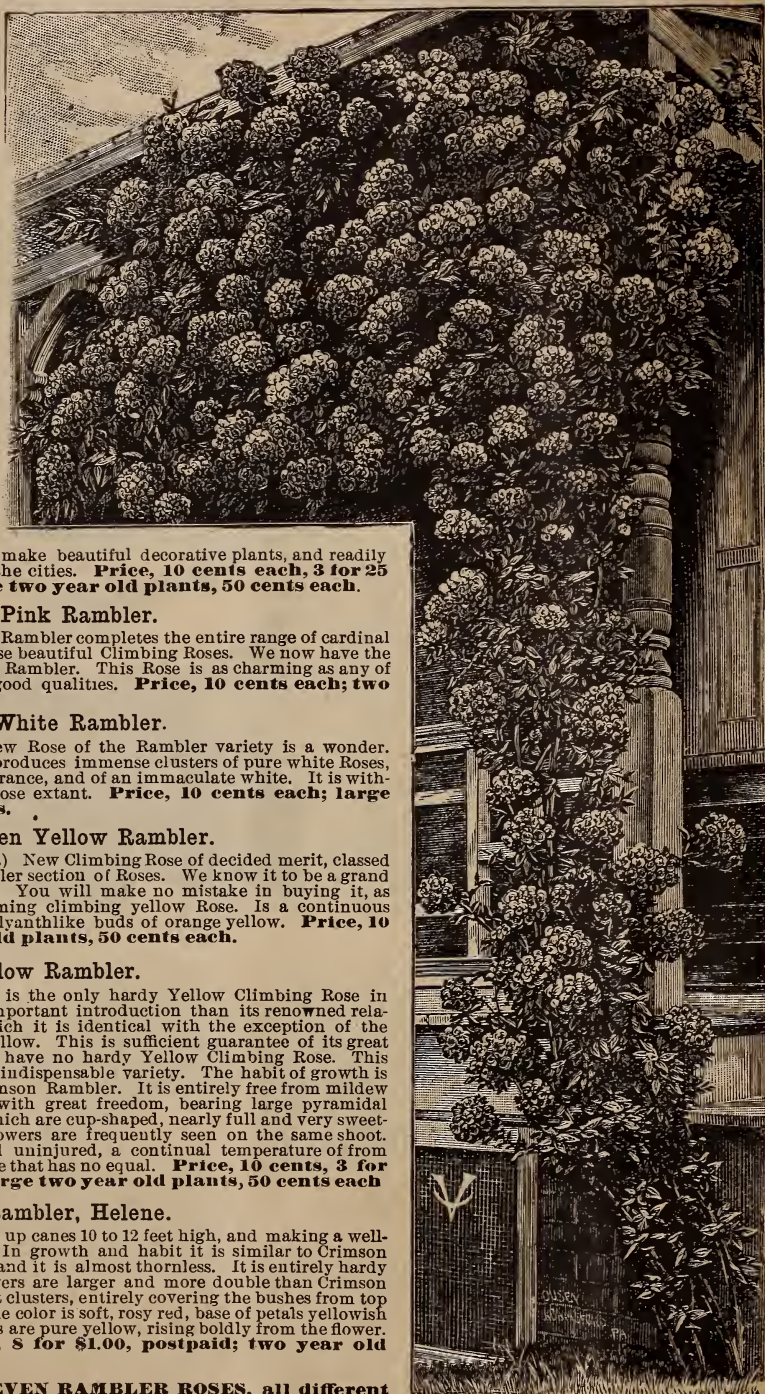 make beautiful decorative plants, and readily
he cities. Price, 10 cents each, 3 for 25
e two year old plants, 50 cents each.
Pink Rambler.
Rambler completes the entire range of cardinal
se beautiful Climbing Roses. We now have the
Rambler. This Rose is as charming as any of
good qualities. Price, 10 cents each; two
White Rambler.
ew Rose of the Rambler variety is a wonder.
produces immense clusters of pure white Roses,
rance, and of an immaculate white. It is with-
ose extant. Price, 10 cents each; large
s.
en Yellow Rambler.
.) New Climbing Rose of decided merit, classed
ler section of Roses. We know it to be a grand
You will make no mistake in buying it, as
ming climbing yellow Rose. Is a continuous
lyanthlike buds of orange yellow. Price, 10
ld plants, 50 cents each.
low Rambler.
is the only hardy Yellow Climbing Rose in
mportant introduction than its renowned rela-
ich it is identical with the exception of the
llow. This is sufficient guarantee of its great
have no hardy Yellow Climbing Rose. This
indispensable variety. The habit of growth is
mson Rambler. It is entirely free from mildew
with great freedom, bearing large pyramidal
hich are cup-shaped, nearly full and very sweet-
owers are frequently seen on the same shoot.
l uninjured, a continual temperature of from
e that has no equal. Price, 10 cents, 3 for
rge two year old plants, 50 cents each
ambler, Helene.
up canes 10 to 12 feet high, and making a well-
In growth and habit it is similar to Crimson
and it is almost thornless. It is entirely hardy
ers are larger and more double than Crimson
t clusters, entirely covering the bushes from top
e color is soft, rosy red, base of petals yellowish
s are pure yellow, rising boldly from the flower.
, 8 for $1.00, postpaid; two year old
EVEN RAMBLER ROSES, all different